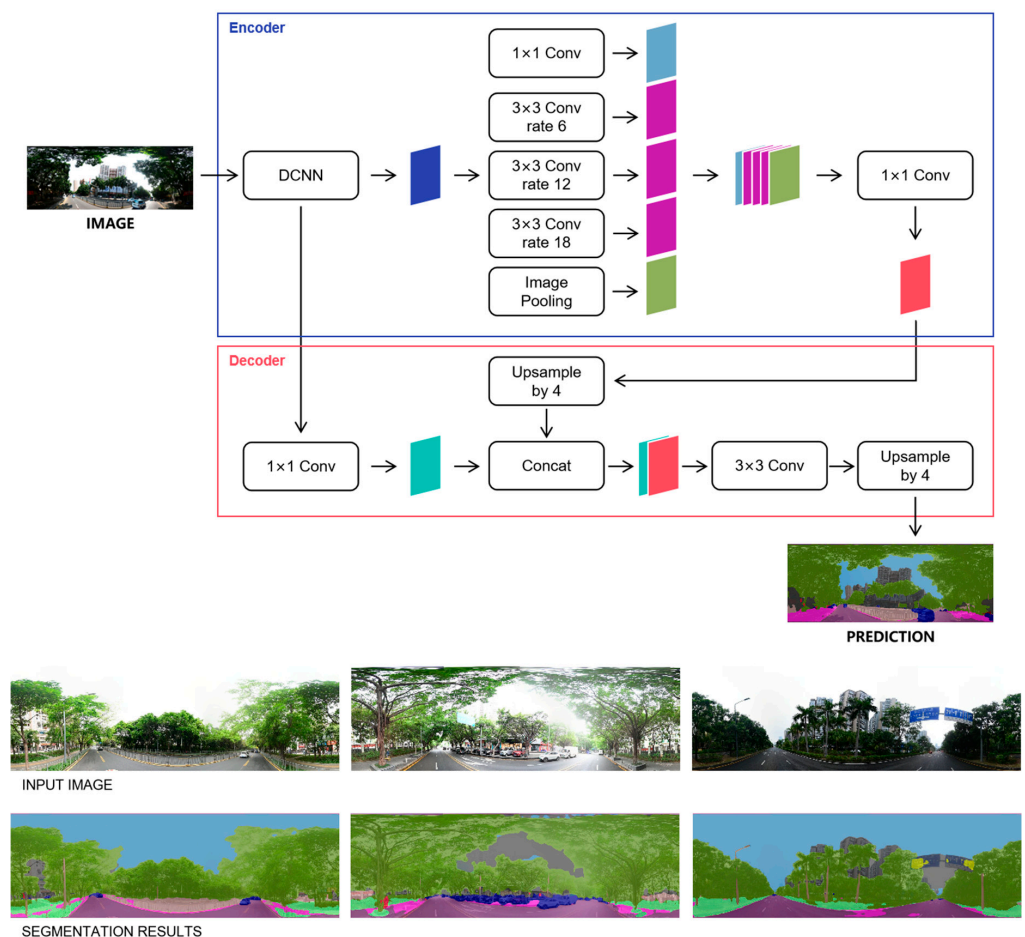 Encoder
1×1 Conv
3×3 Conv
rate 6
IMAGE
DCNN
3×3 Conv
rate 12
1×1 Conv
3×3 Conv
rate 18
Image
Pooling
Decoder
Upsample
by 4
1×1 Conv
Concat
3×3 Conv
Upsample
by 4
PREDICTION
INPUT IMAGE
SEGMENTATION RESULTS